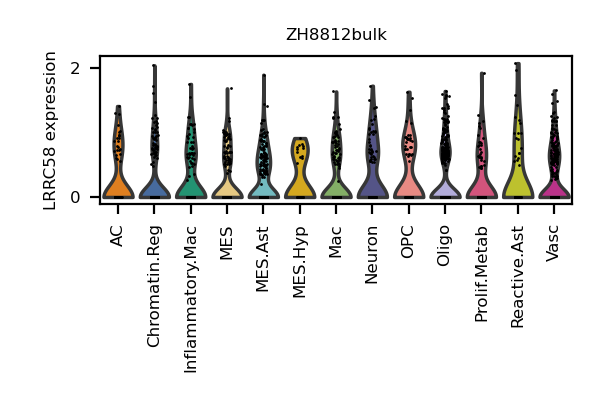 ZH8812bulk
LRRC58 expression
2
0
AC
Chromatin.Reg
Inflammatory.Mac
MES
MES.Ast
MES.Hyp
Mac
Neuron
OPC
Oligo
Prolif.Metab
Reactive.Ast
Vasc